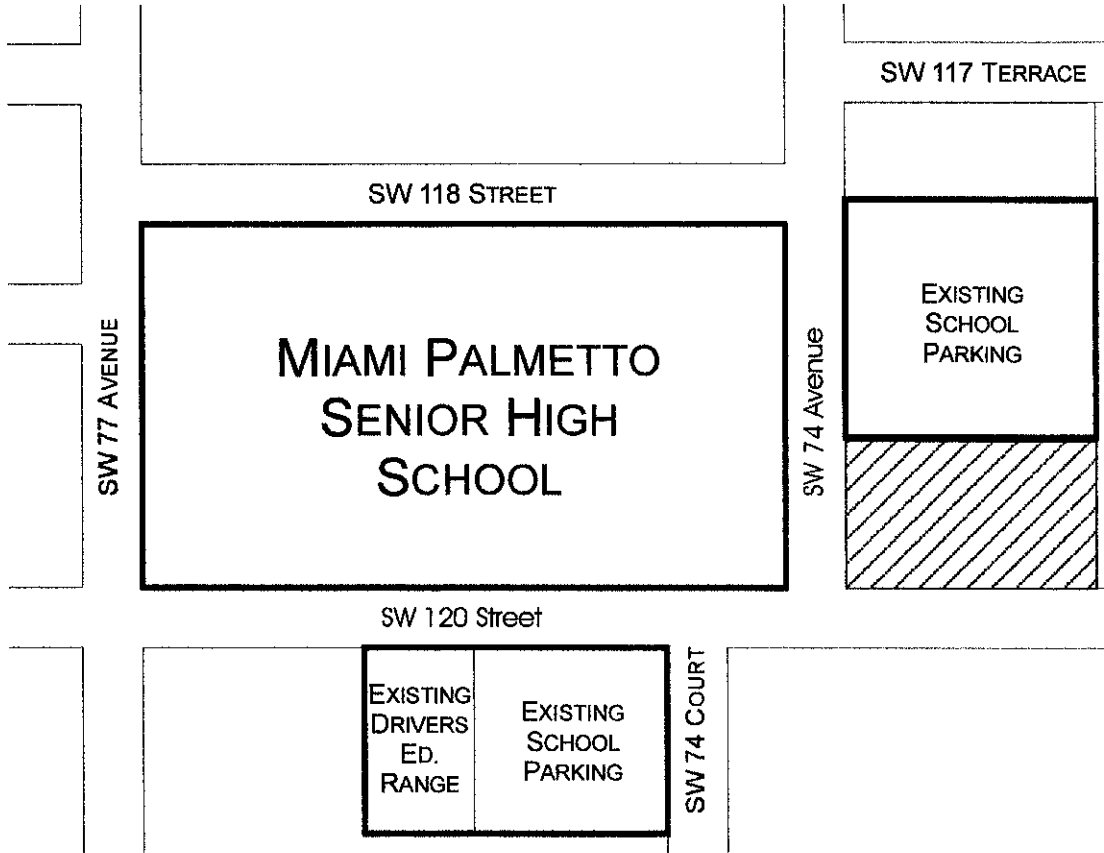 SW 117 TERRACE
SW 118 STREET
SW 77 AVENUE
MIAMI PALMETTO
SENIOR HIGH
SCHOOL
SW 74 Avenue
EXISTING
SCHOOL
PARKING
SW 120 Street
EXISTING
DRIVERS
ED.
RANGE
EXISTING
SCHOOL
PARKING
SW 74 COURT